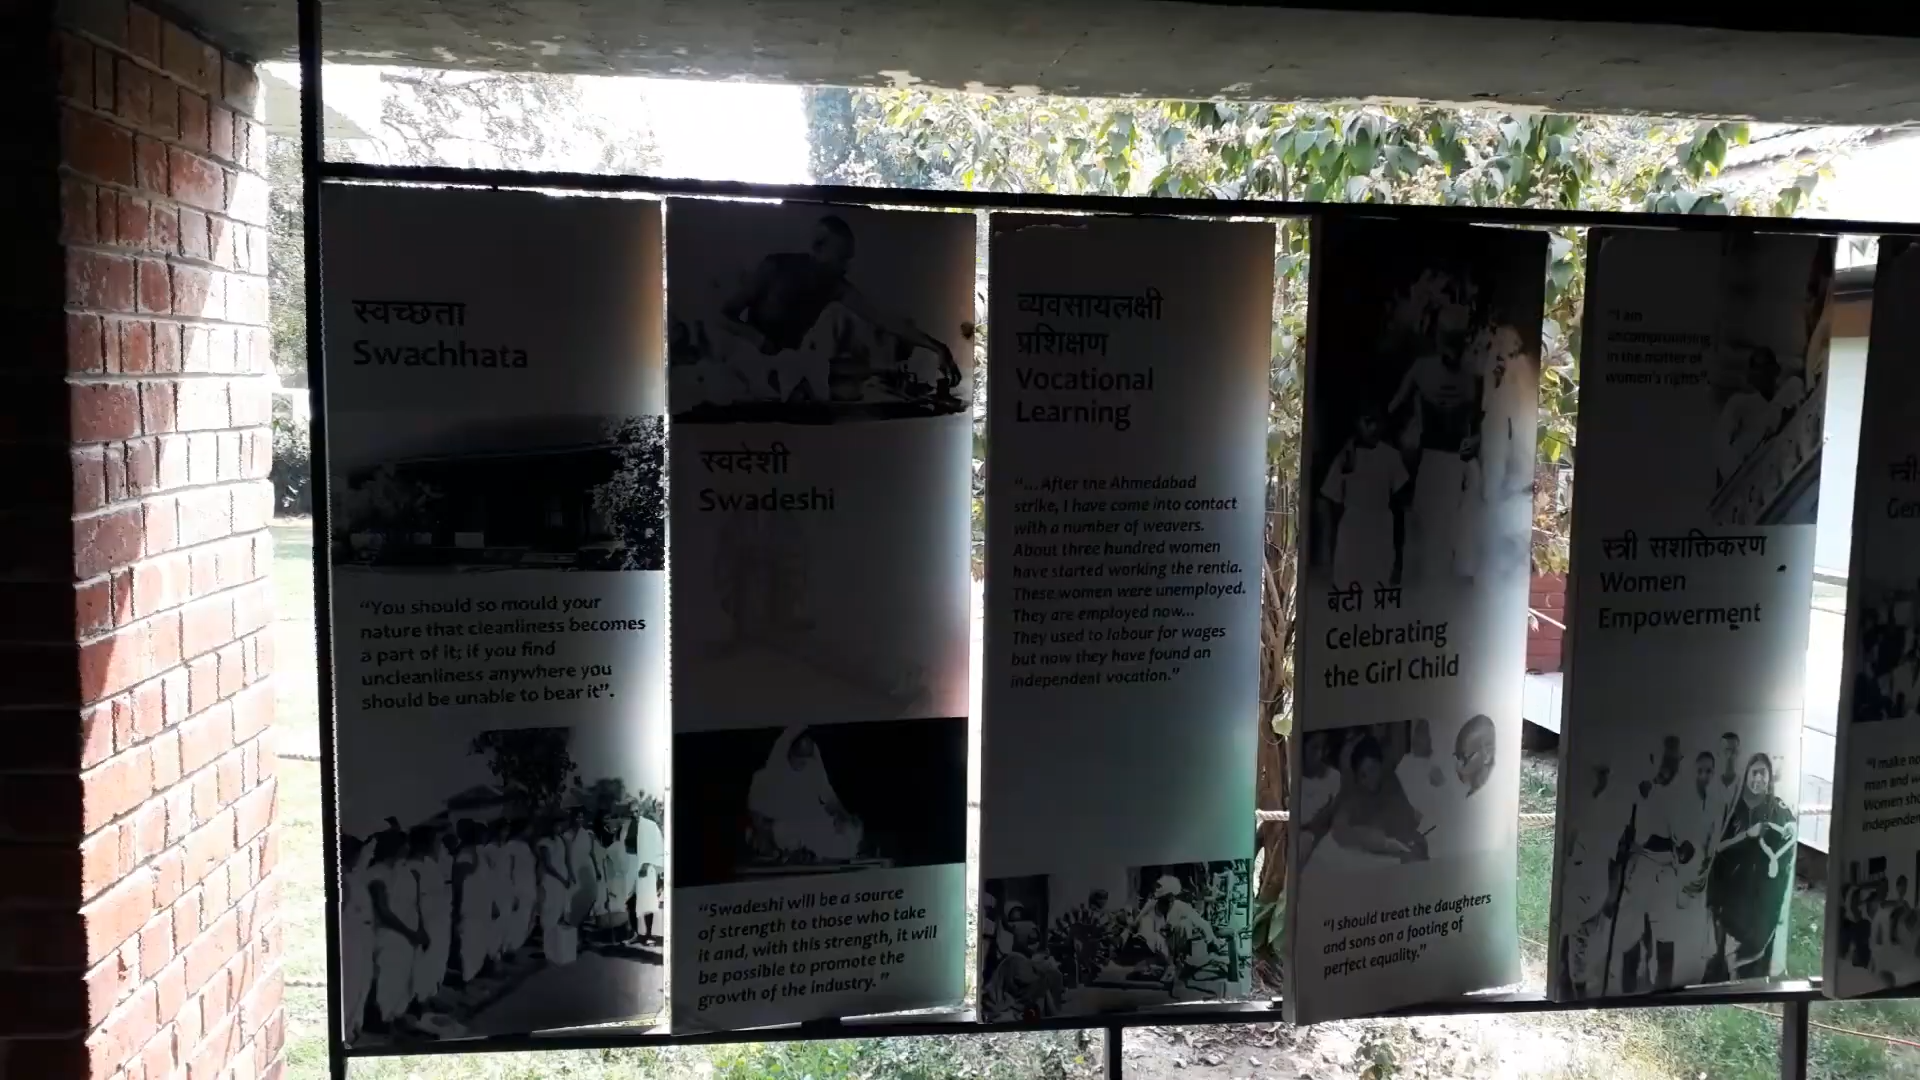 स्वच्छता
Swachhata
"You should so mould your
nature that cleanliness becomes
a part of it; if you find
uncleanliness anywhere you
should be unable to bear it".
स्वदेशी
Swadeshi
"Swadeshi will be a source
of strength to those who take
it and, with this strength, it will
be possible to promote the
growth of the industry."
व्यवसायलक्षी
प्रशिक्षण
Vocational
Learning
"...After the Ahmedabad
strike, I have come into contact
with a number of weavers.
About three hundred women
have started working the rentia.
These women were unemployed.
They are employed now...
They used to labour for wages
but now they have found an
independent vocation."
बेटी प्रेम
Celebrating
the Girl Child
"I should treat the daughters
and sons on a footing of
perfect equality."
"I am
uncompromising
in the matter of
women's rights".
स्त्री सशक्तिकरण
Women
Empowerment
स्त्री
"I make no
man and
Women